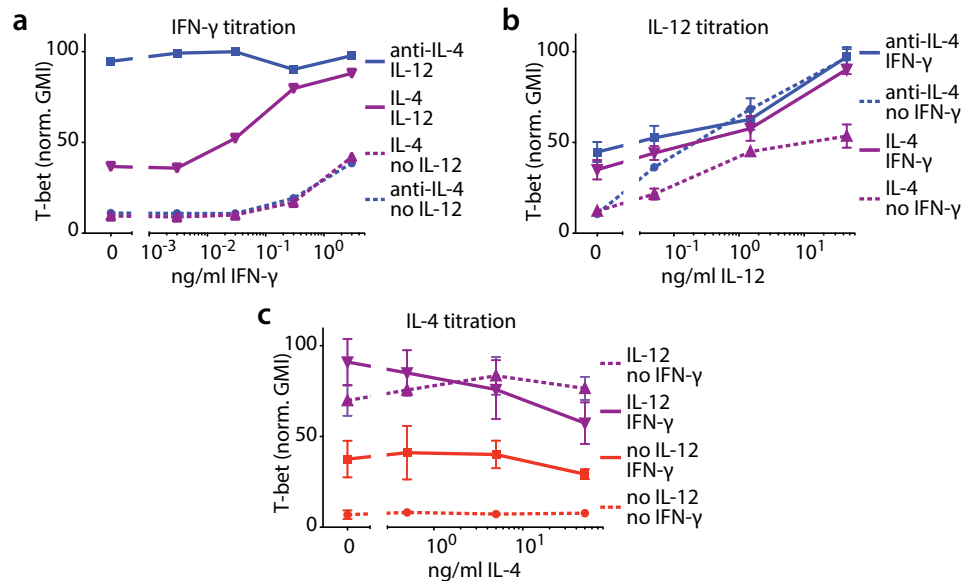 a
IFN-γ titration
T-bet (norm. GMI)
100
50
0
0
10⁻³
10⁻²
10⁻¹
10⁰
ng/ml IFN-γ
anti-IL-4
IL-12
IL-4
IL-12
IL-4
no IL-12
anti-IL-4
no IL-12
b
IL-12 titration
T-bet (norm. GMI)
100
50
0
0
10⁻¹
10⁰
10¹
ng/ml IL-12
anti-IL-4
IFN-γ
anti-IL-4
no IFN-γ
IL-4
IFN-γ
IL-4
no IFN-γ
c
IL-4 titration
T-bet (norm. GMI)
100
50
0
0
10⁰
10¹
ng/ml IL-4
IL-12
no IFN-γ
IL-12
IFN-γ
no IL-12
IFN-γ
no IL-12
no IFN-γ